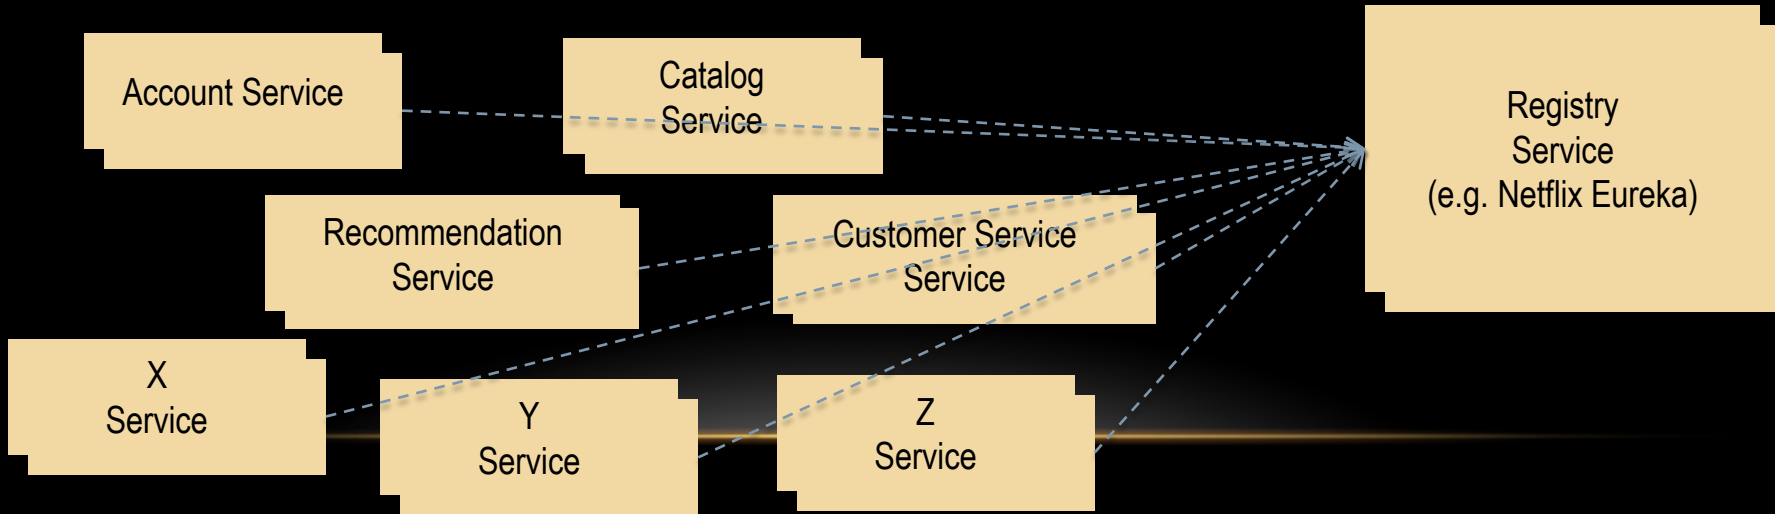 Account Service
Catalog
Service
Registry
Service
(e.g. Netflix Eureka)
Recommendation
Service
Customer Service
Service
X
Service
Y
Service
Z
Service